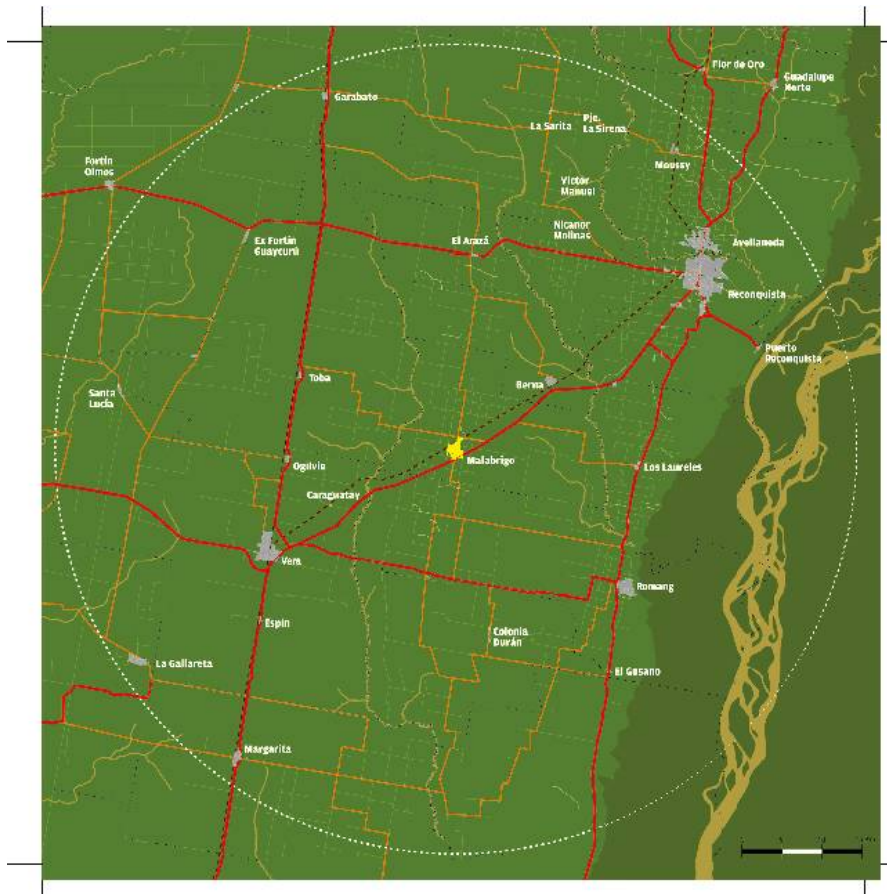 Flor de Oro
Guadalupe
Norte
Garabato
La Sarita
Pje.
La Sirena
Moussy
Fortín
Olmos
Victor
Manuel
Nicanor
Molinas
Ex Fortín
Guaycurú
El Arazá
Avellaneda
Reconquista
Puerto
Reconquista
Toba
Berna
Santa
Lucía
Malabrigo
Ogilvie
Los Laureles
Caraguatay
Vera
Romang
Espín
Colonia
Durán
La Gallareta
El Gusano
Margarita